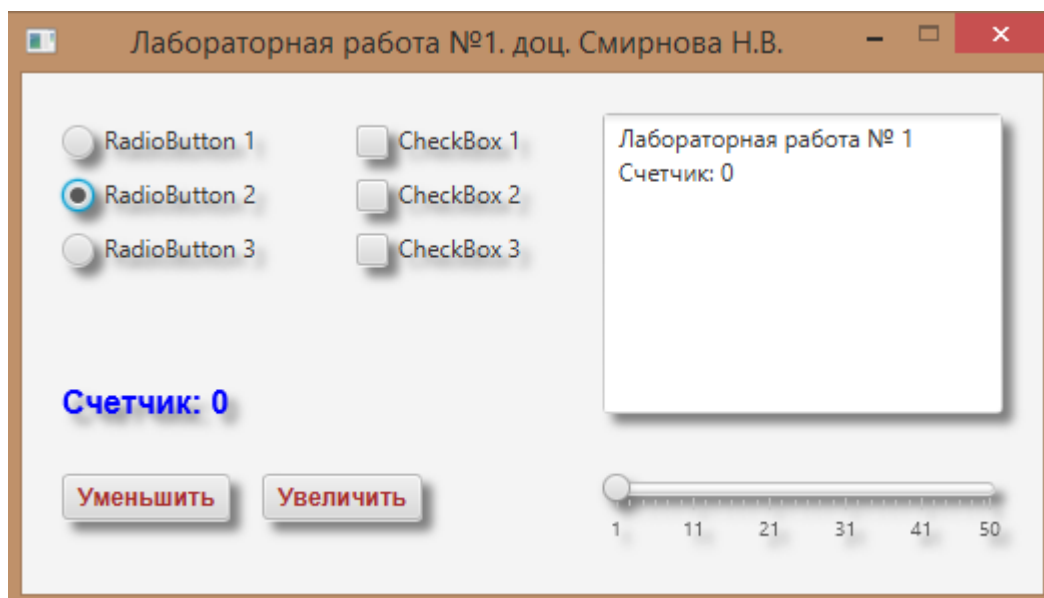 Лабораторная работа №1. доц. Смирнова Н.В.
RadioButton 1
RadioButton 2
RadioButton 3
CheckBox 1
CheckBox 2
CheckBox 3
Лабораторная работа № 1
Счетчик: 0
Счетчик: 0
Уменьшить Увеличить
1 11 21 31 41 50